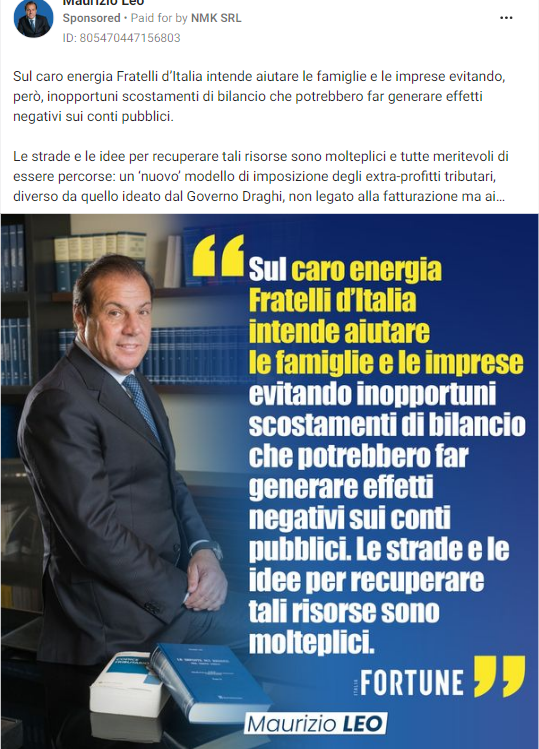 Maurizio Leo
Sponsored • Paid for by NMK SRL
ID: 805470447156803
Sul caro energia Fratelli d'Italia intende aiutare le famiglie e le imprese evitando,
però, inopportuni scostamenti di bilancio che potrebbero far generare effetti
negativi sui conti pubblici.
Le strade e le idee per recuperare tali risorse sono molteplici e tutte meritevoli di
essere percorse: un ‘nuovo’ modello di imposizione degli extra-profitti tributari,
diverso da quello ideato dal Governo Draghi, non legato alla fatturazione ma ai...
“Sul caro energia
Fratelli d’Italia
intende aiutare
le famiglie e le imprese
evitando inopportuni
scostamenti di bilancio
che potrebbero far
generare effetti
negativi sui conti
pubblici. Le strade e le
idee per recuperare
tali risorse sono
molteplici.
ITALIA FORTUNE ”
CODICE
TRIBUTARIO
Maurizio LEO